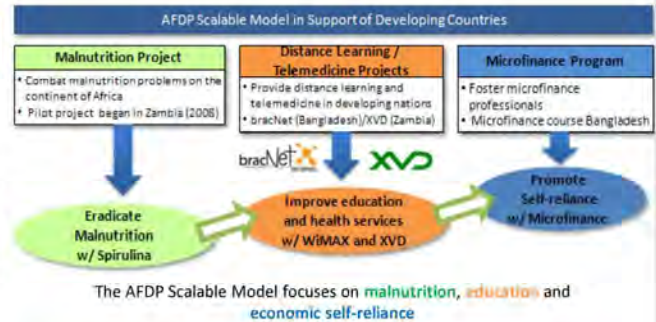 AFDP Scalable Model in Support of Developing Countries
Malnutrition Project
• Combat malnutrition problems on the
continent of Africa
• Pilot project began in Zambia (2008)
Distance Learning /
Telemedicine Projects
• Provide distance learning and
telemedicine in developing nations
• bracNet (Bangladesh)/XVD (Zambia)
Microfinance Program
• Foster microfinance
professionals
• Microfinance course Bangladesh
bracNet
XVD
Eradicate
Malnutrition
w/ Spirulina
Improve education
and health services
w/ WiMAX and XVD
Promote
Self-reliance
w/ Microfinance
The AFDP Scalable Model focuses on malnutrition, education and
economic self-reliance